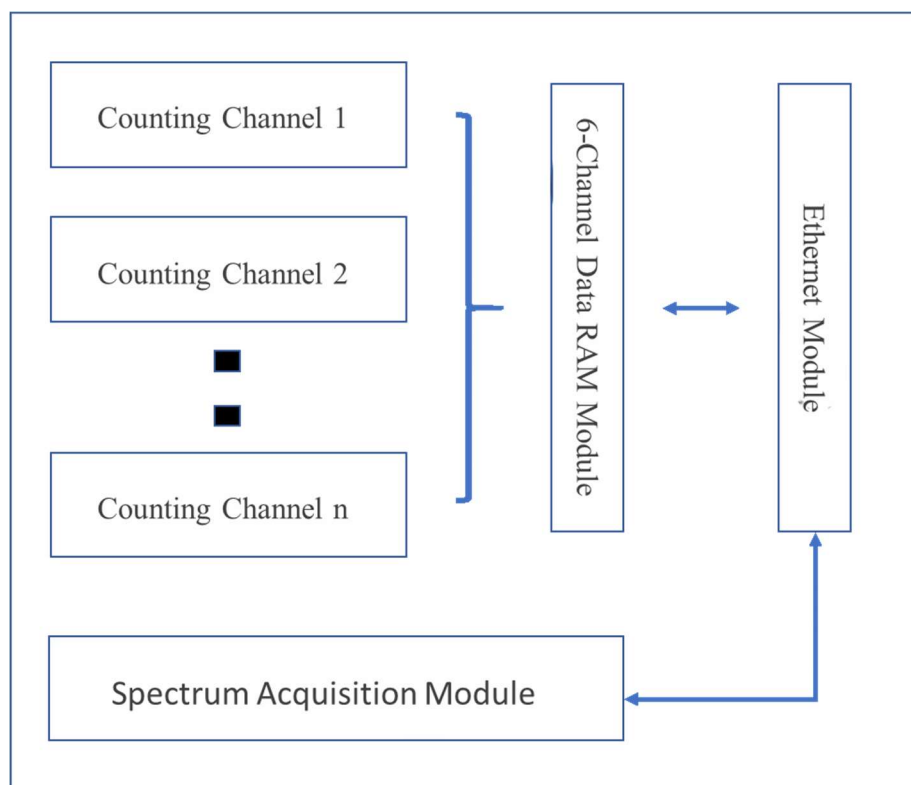 Counting Channel 1
Counting Channel 2
Counting Channel n
6-Channel Data RAM Module
Ethernet Module
Spectrum Acquisition Module